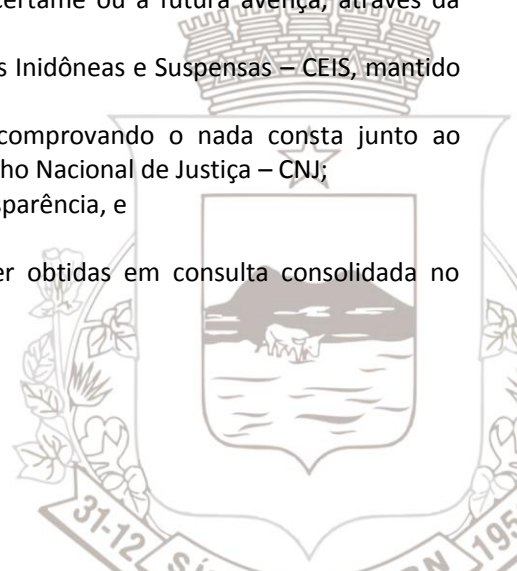 certame ou a futura avença, através da
s Inidôneas e Suspensas – CEIS, mantido
comprovando o nada consta junto ao
ho Nacional de Justiça – CNJ;
sparência, e
er obtidas em consulta consolidada no
31-12
RN
195